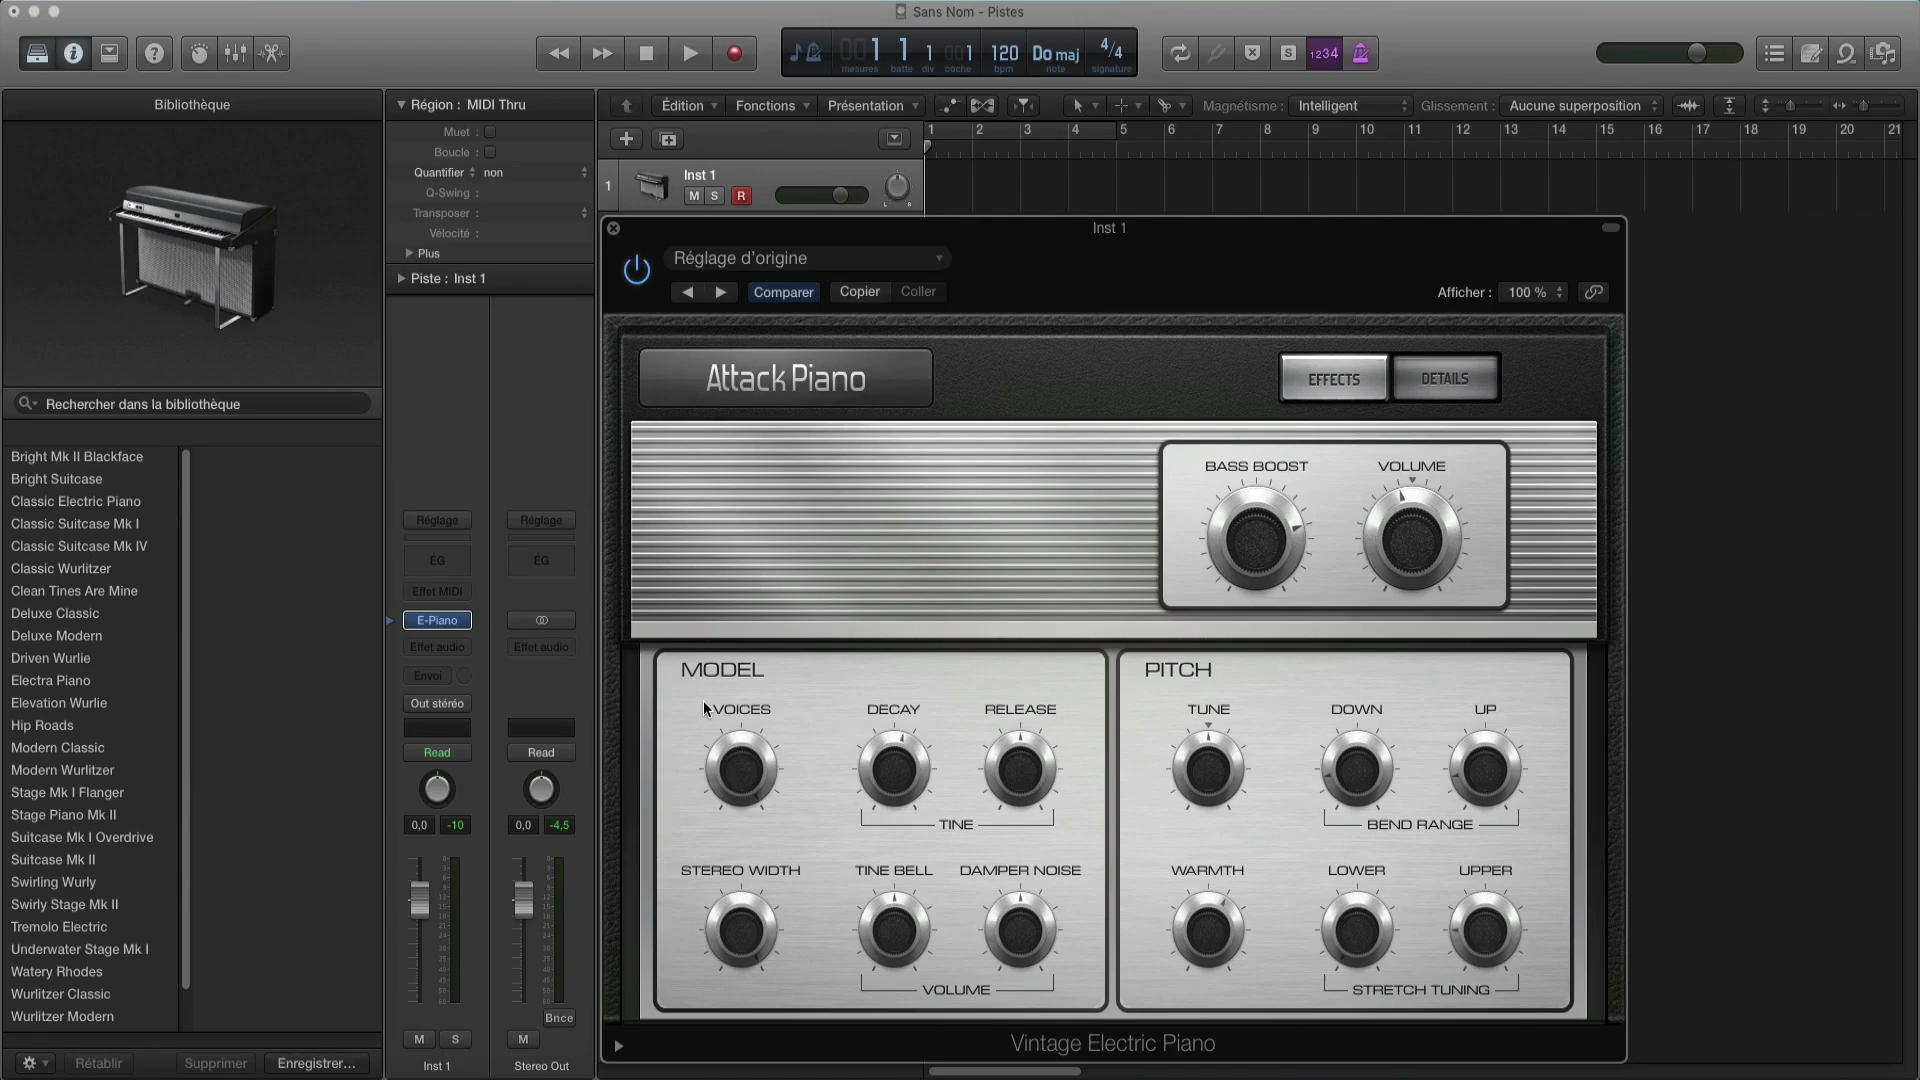 Sans Nom - Pistes
1 1 1 1 120 Do maj 4/4
mesures batte div coche bpm note signature
S 1234
Bibliothèque
Région : MIDI Thru
Édition Fonctions Présentation Magnétisme : Intelligent Glissement : Aucune superposition
Muet :
Boucle :
Quantifier : non
Q-Swing :
Transposer :
Vélocité :
Plus
Piste : Inst 1
1 2 3 4 5 6 7 8 9 10 11 12 13 14 15 16 17 18 19 20 21
1 Inst 1
M S R
L R
Inst 1
Réglage d'origine
Comparer Copier Coller
Afficher : 100 %
Attack Piano
EFFECTS DETAILS
BASS BOOST VOLUME
MODEL
VOICES DECAY RELEASE
TINE
STEREO WIDTH TINE BELL DAMPER NOISE
VOLUME
PITCH
TUNE DOWN UP
BEND RANGE
WARMTH LOWER UPPER
STRETCH TUNING
Vintage Electric Piano
Rechercher dans la bibliothèque
Bright Mk II Blackface
Bright Suitcase
Classic Electric Piano
Classic Suitcase Mk I
Classic Suitcase Mk IV
Classic Wurlitzer
Clean Tines Are Mine
Deluxe Classic
Deluxe Modern
Driven Wurlie
Electra Piano
Elevation Wurlie
Hip Roads
Modern Classic
Modern Wurlitzer
Stage Mk I Flanger
Stage Piano Mk II
Suitcase Mk I Overdrive
Suitcase Mk II
Swirling Wurly
Swirly Stage Mk II
Tremolo Electric
Underwater Stage Mk I
Watery Rhodes
Wurlitzer Classic
Wurlitzer Modern
Rétablir Supprimer Enregistrer...
Réglage Réglage
ÉG ÉG
Effet MIDI
E-Piano
Effet audio Effet audio
Envoi
Out stéréo
Read Read
0,0 -10 0,0 -4,5
Bnce
M S M
Inst 1 Stereo Out